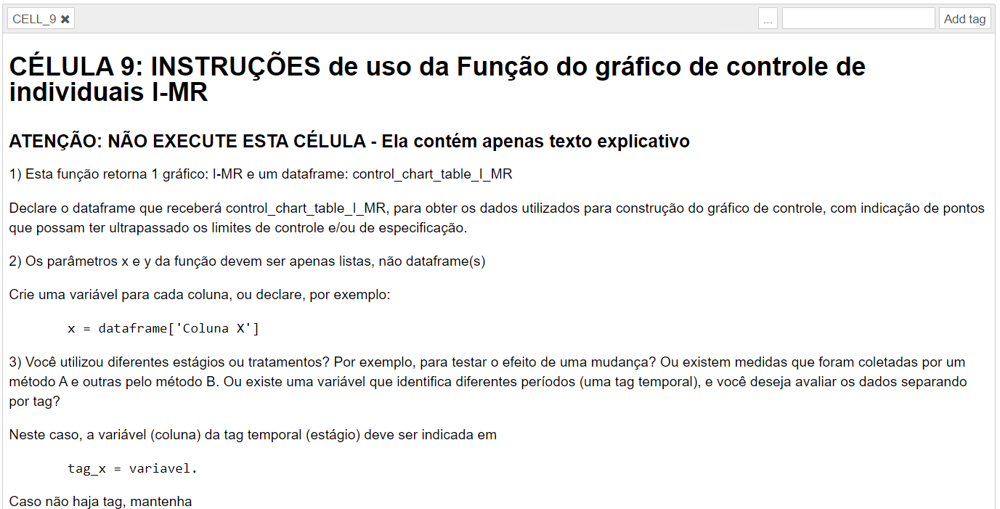 CELL_9 ✖ ... Add tag
CÉLULA 9: INSTRUÇÕES de uso da Função do gráfico de controle de
individuais I-MR
ATENÇÃO: NÃO EXECUTE ESTA CÉLULA - Ela contém apenas texto explicativo
1) Esta função retorna 1 gráfico: I-MR e um dataframe: control_chart_table_I_MR
Declare o dataframe que receberá control_chart_table_I_MR, para obter os dados utilizados para construção do gráfico de controle, com indicação de pontos
que possam ter ultrapassado os limites de controle e/ou de especificação.
2) Os parâmetros x e y da função devem ser apenas listas, não dataframe(s)
Crie uma variável para cada coluna, ou declare, por exemplo:
x = dataframe['Coluna X']
3) Você utilizou diferentes estágios ou tratamentos? Por exemplo, para testar o efeito de uma mudança? Ou existem medidas que foram coletadas por um
método A e outras pelo método B. Ou existe uma variável que identifica diferentes períodos (uma tag temporal), e você deseja avaliar os dados separando
por tag?
Neste caso, a variável (coluna) da tag temporal (estágio) deve ser indicada em
tag_x = variavel.
Caso não haja tag, mantenha